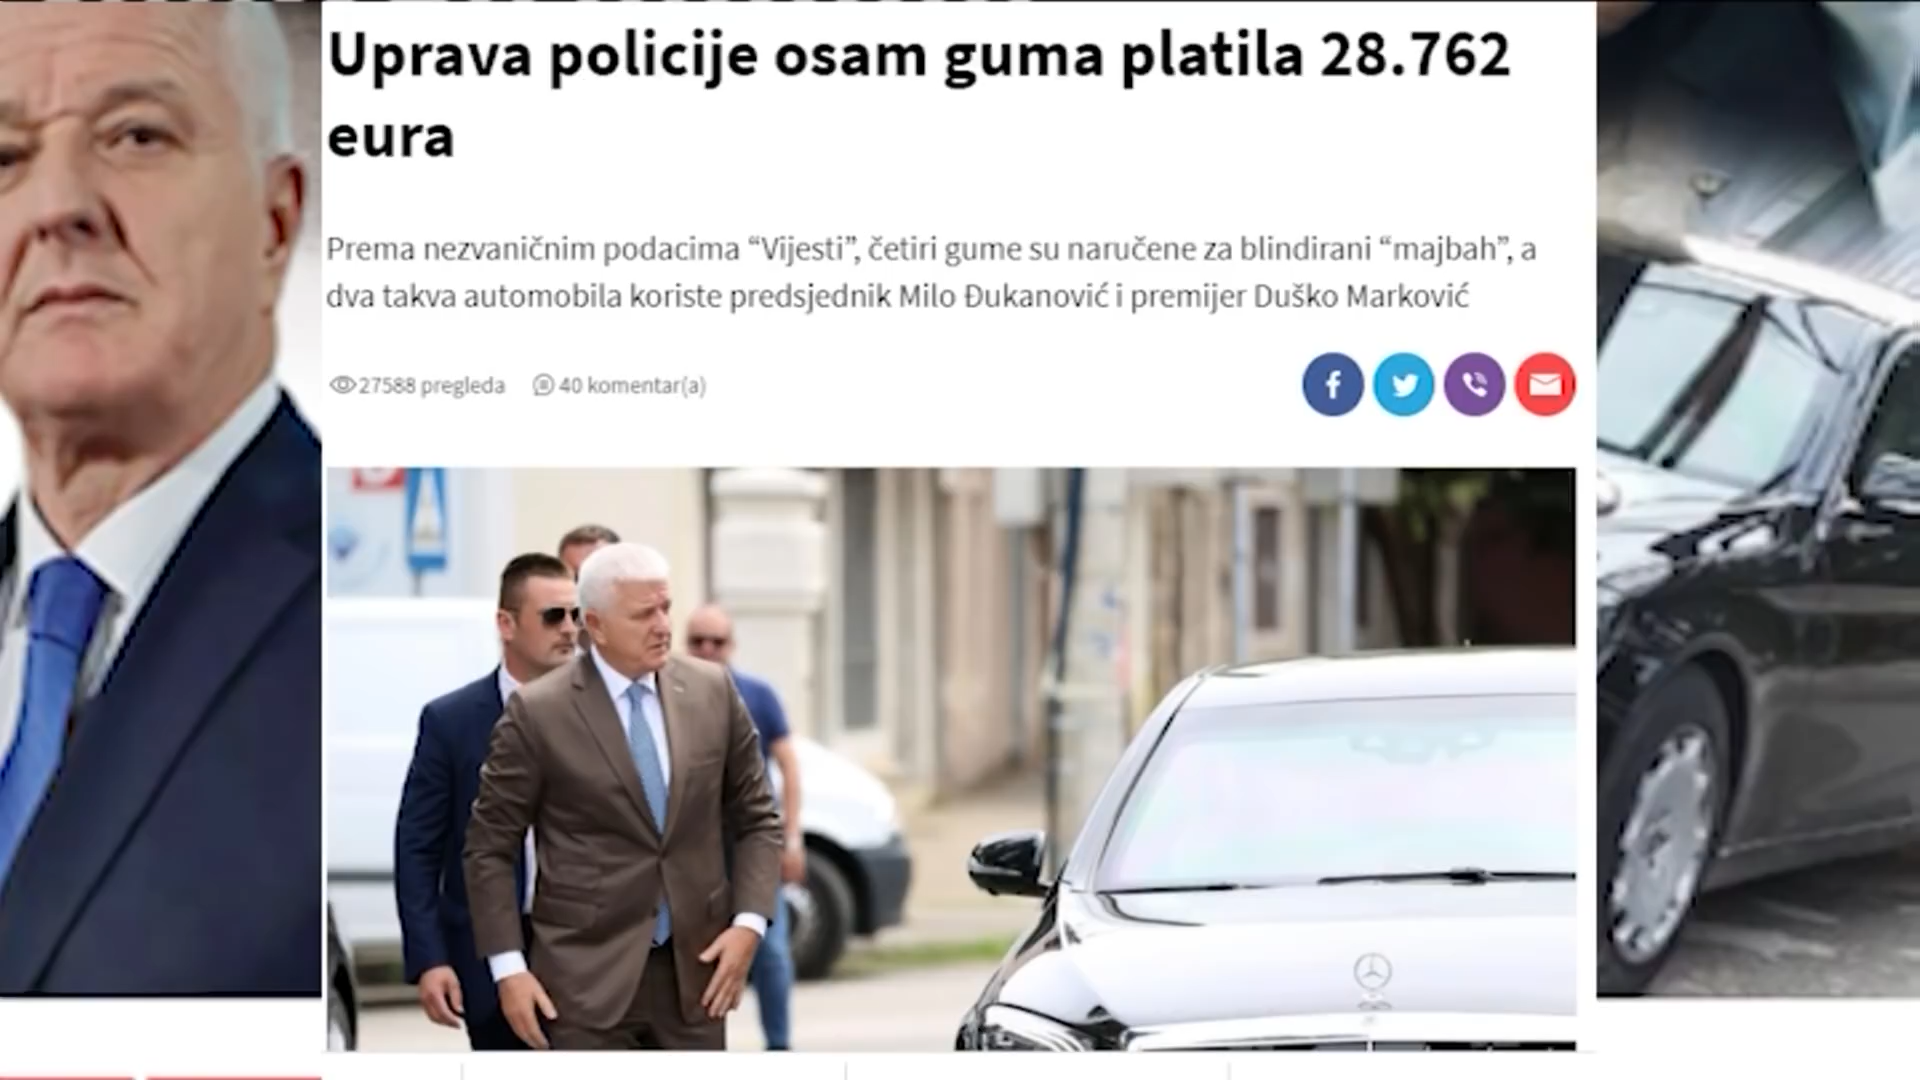 Uprava policije osam guma platila 28.762
eura
Prema nezvaničnim podacima “Vijesti”, četiri gume su naručene za blindirani “majbah”, a
dva takva automobila koriste predsjednik Milo Đukanović i premijer Duško Marković
27588 pregleda 40 komentar(a)